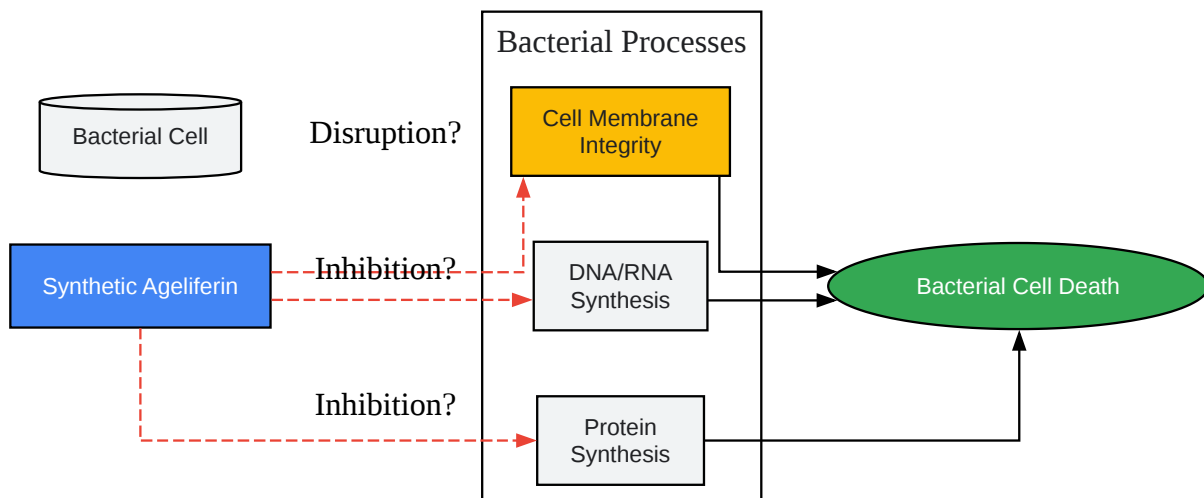 Bacterial Processes
Bacterial Cell
Disruption?
Cell Membrane
Integrity
Synthetic Ageliferin
Inhibition?
DNA/RNA
Synthesis
Bacterial Cell Death
Inhibition?
Protein
Synthesis